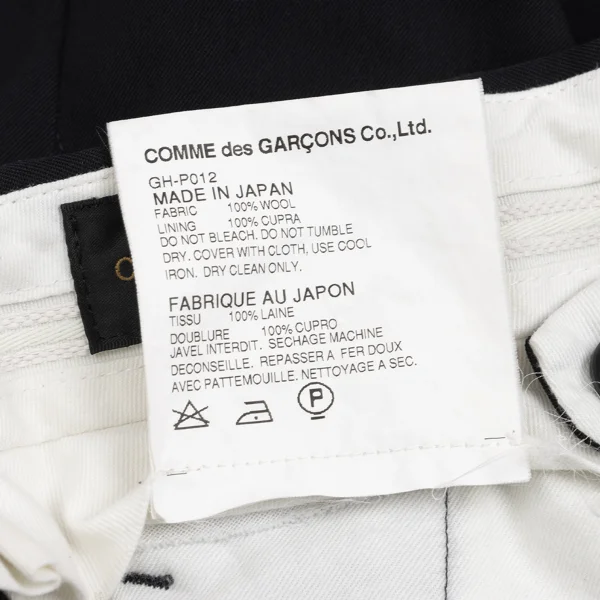 COMME des GARÇONS Co.,Ltd.
GH-P012
MADE IN JAPAN
FABRIC 100% WOOL
LINING 100% CUPRA
DO NOT BLEACH. DO NOT TUMBLE
DRY. COVER WITH CLOTH, USE COOL
IRON. DRY CLEAN ONLY.
FABRIQUE AU JAPON
TISSU 100% LAINE
DOUBLURE 100% CUPRO
JAVEL INTERDIT. SECHAGE MACHINE
DECONSEILLE. REPASSER A FER DOUX
AVEC PATTEMOUILLE. NETTOYAGE A SEC.
P